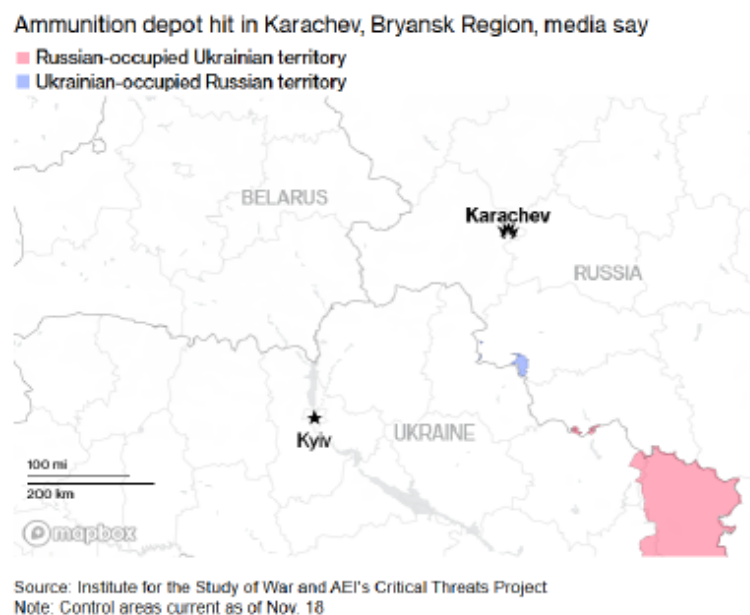 Ammunition depot hit in Karachev, Bryansk Region, media say
Russian-occupied Ukrainian territory
Ukrainian-occupied Russian territory
BELARUS
Karachev
RUSSIA
Kyiv
UKRAINE
100 mi
200 km
mapbox
Source: Institute for the Study of War and AEI's Critical Threats Project
Note: Control areas current as of Nov. 18